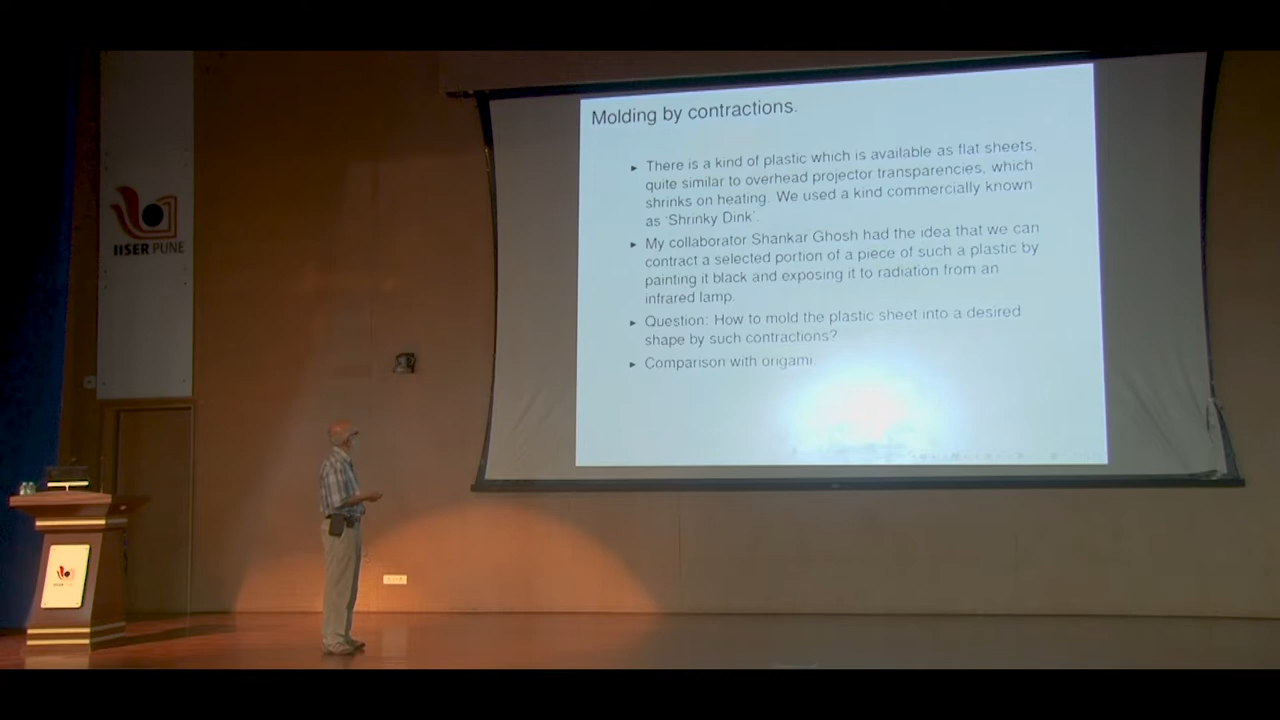 Molding by contractions.
There is a kind of plastic which is available as flat sheets,
quite similar to overhead projector transparencies, which
shrinks on heating. We used a kind commercially known
as 'Shrinky Dink'.
My collaborator Shankar Ghosh had the idea that we can
contract a selected portion of a piece of such a plastic by
painting it black and exposing it to radiation from an
infrared lamp.
Question: How to mold the plastic sheet into a desired
shape by such contractions?
Comparison with origami.
IISER PUNE